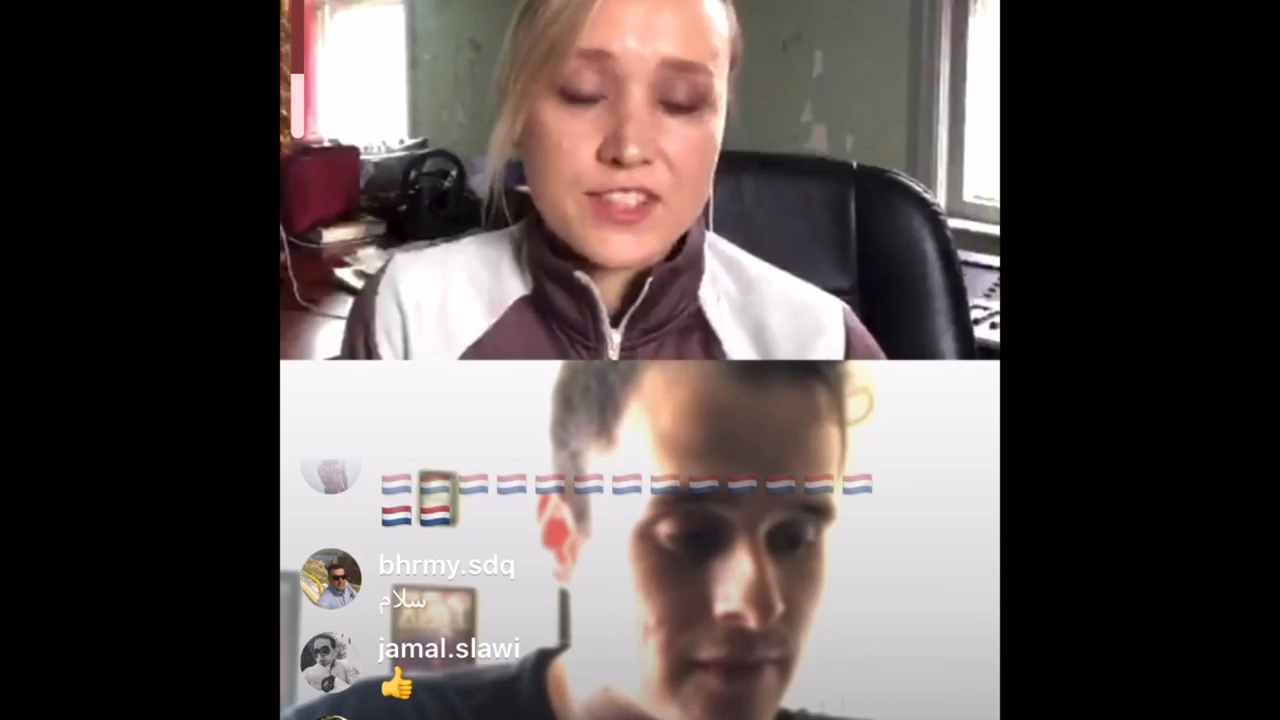 🇳🇱🇳🇱🇳🇱🇳🇱🇳🇱🇳🇱🇳🇱🇳🇱🇳🇱🇳🇱🇳🇱🇳🇱🇳🇱
🇳🇱🇳🇱
bhrmy.sdq
سلام
jamal.slawi
👍